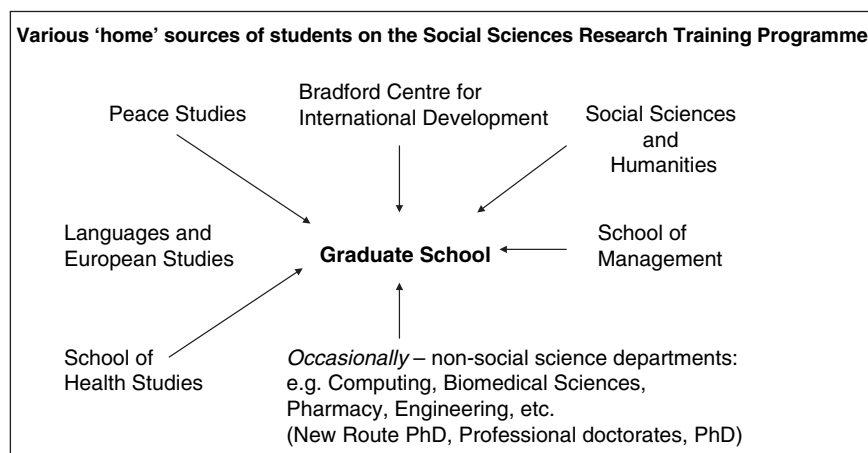 Various ‘home’ sources of students on the Social Sciences Research Training Programme
Peace Studies
Bradford Centre for
International Development
Social Sciences
and
Humanities
Languages and
European Studies
Graduate School
School of
Management
School of
Health Studies
Occasionally – non-social science departments:
e.g. Computing, Biomedical Sciences,
Pharmacy, Engineering, etc.
(New Route PhD, Professional doctorates, PhD)